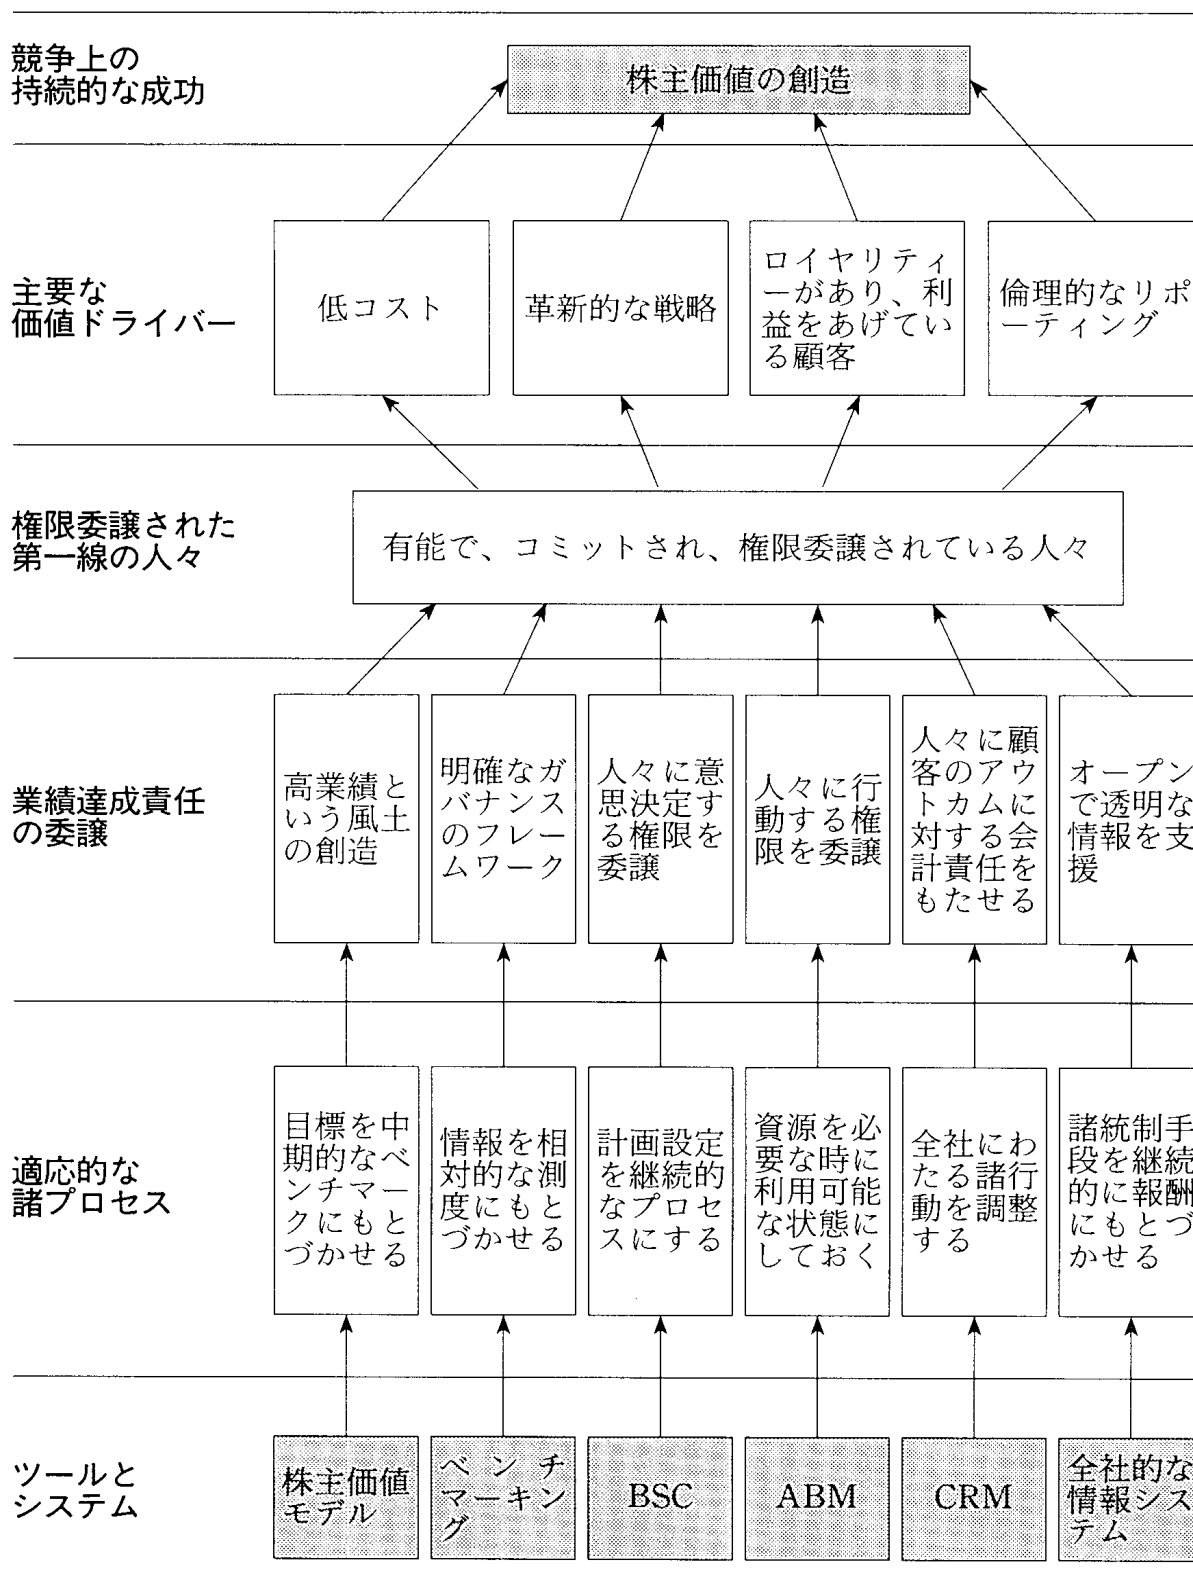 競争上の
持続的な成功
株主価値の創造
主要な
価値ドライバー
低コスト
革新的な戦略
ロイヤリティ
ーがあり、利
益をあげてい
る顧客
倫理的なリポ
ーティング
権限委譲された
第一線の人々
有能で、コミットされ、権限委譲されている人々
業績達成責任
の委譲
高業績と
いう風土
の創造
明確なガ
バナンス
のフレー
ムワーク
人々に意
思決定す
る権限を
委譲
人々に行
動する権
限を委譲
人々に顧
客のアウ
トカムに
対する会
計責任を
もたせる
オープン
で透明な
情報を支
援
適応的な
諸プロセス
目標を中
期的なベ
ンチマー
クにもと
づかせる
情報を相
対的な測
度にもと
づかせる
計画設定
を継続的
なプロセ
スにする
資源を必
要な時に
利用可能
な状態に
しておく
全社にわ
たる諸行
動を調整
する
諸統制手
段を継続
的に報酬
にもとづ
かせる
ツールと
システム
株主価値
モデル
ベンチ
マーキン
グ
BSC
ABM
CRM
全社的な
情報シス
テム